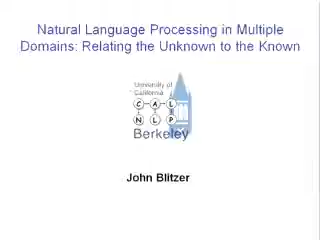 Natural Language Processing in Multiple
Domains: Relating the Unknown to the Known
University of
California
C A L
N L P
Berkeley
John Blitzer